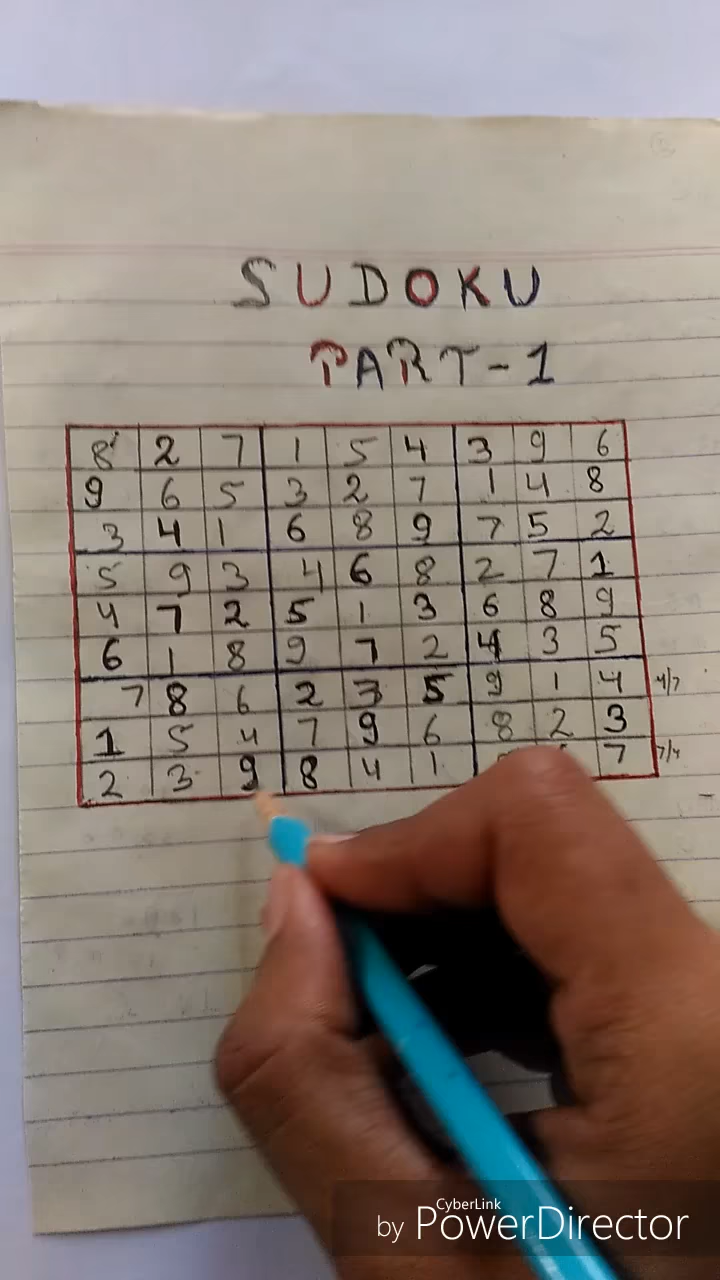 SUDOKU
PART-1
8 2 7 1 5 4 3 9 6
9 6 5 3 2 7 1 4 8
3 4 1 6 8 9 7 5 2
5 9 3 4 6 8 2 7 1
4 7 2 5 1 3 6 8 9
6 1 8 9 7 2 4 3 5
7 8 6 2 3 5 9 1 4 4/7
1 5 4 7 9 6 8 2 3
2 3 9 8 4 1 7 7/4
CyberLink
by PowerDirector